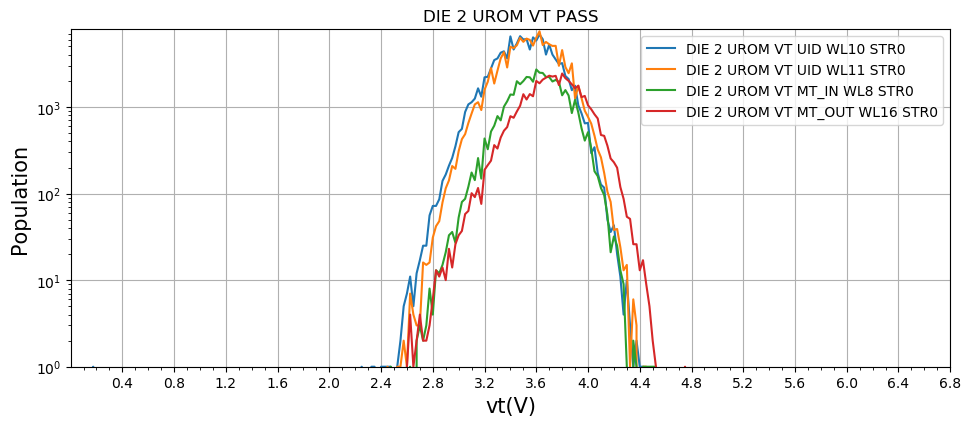 DIE 2 UROM VT PASS
DIE 2 UROM VT UID WL10 STR0
DIE 2 UROM VT UID WL11 STR0
DIE 2 UROM VT MT_IN WL8 STR0
DIE 2 UROM VT MT_OUT WL16 STR0
Population
10³
10²
10¹
10⁰
0.4 0.8 1.2 1.6 2.0 2.4 2.8 3.2 3.6 4.0 4.4 4.8 5.2 5.6 6.0 6.4 6.8
vt(V)